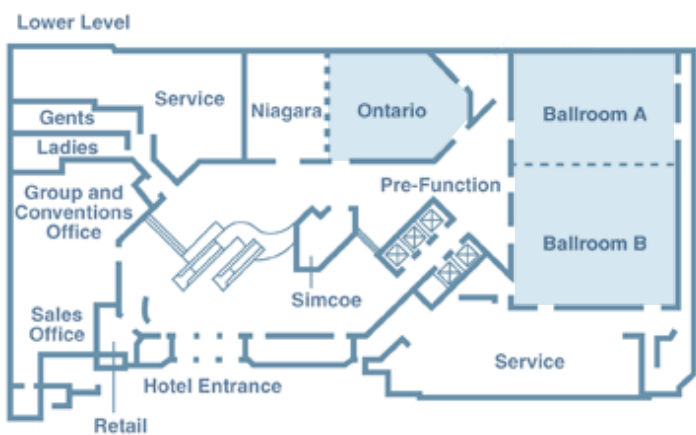 Lower Level
Service
Gents
Niagara
Ontario
Ballroom A
Ladies
Pre-Function
Group and
Conventions
Office
Ballroom B
Simcoe
Sales
Office
Service
Hotel Entrance
Retail